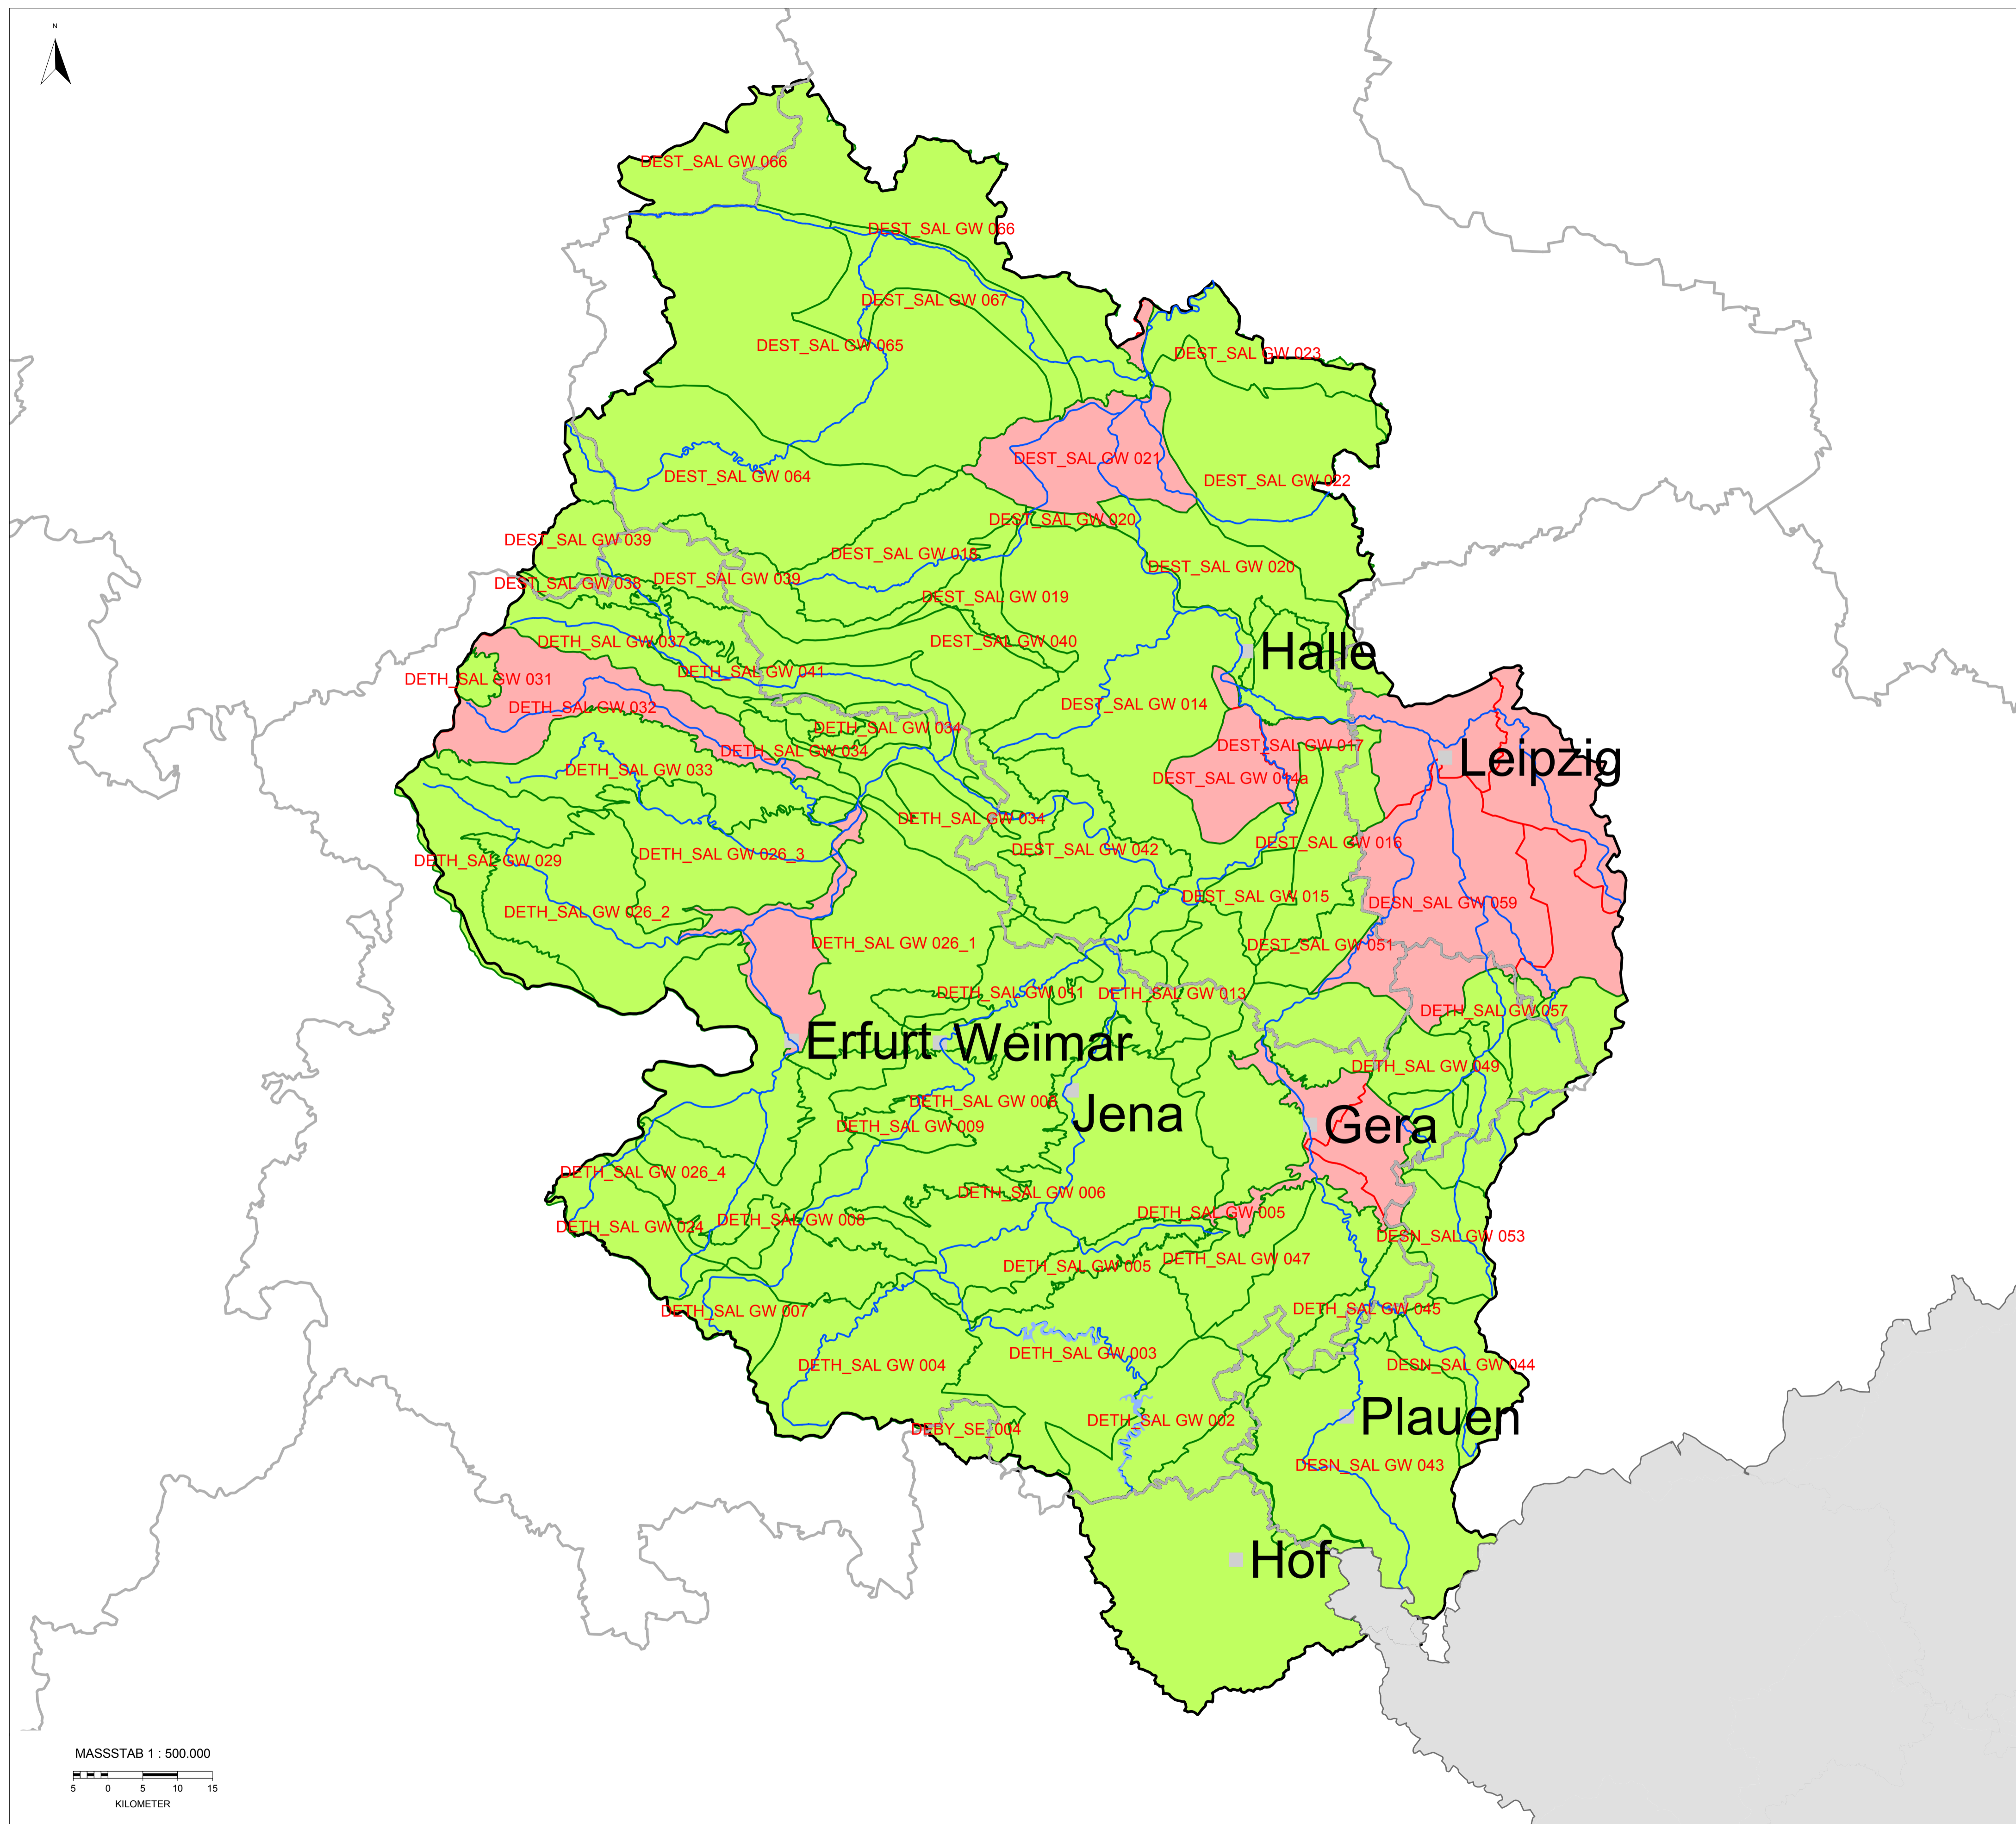 N
DEST_SAL GW 066
DEST_SAL GW 066
DEST_SAL GW 067
DEST_SAL GW 065
DEST_SAL GW 023
DEST_SAL GW 021
DEST_SAL GW 064
DEST_SAL GW 022
DEST_SAL GW 020
DEST_SAL GW 039
DEST_SAL GW 018
DEST_SAL GW 020
DEST_SAL GW 038
DEST_SAL GW 039
DEST_SAL GW 019
DETH_SAL GW 037
DEST_SAL GW 040
Halle
DETH_SAL GW 041
DETH_SAL GW 031
DETH_SAL GW 032
DEST_SAL GW 014
DETH_SAL GW 034
DETH_SAL GW 034
DEST_SAL GW 017
Leipzig
DETH_SAL GW 033
DEST_SAL GW 014a
DETH_SAL GW 034
DEST_SAL GW 016
DEST_SAL GW 042
DETH_SAL GW 029
DETH_SAL GW 026_3
DEST_SAL GW 015
DESN_SAL GW 059
DETH_SAL GW 026_2
DETH_SAL GW 026_1
DEST_SAL GW 051
DETH_SAL GW 011
DETH_SAL GW 013
DETH_SAL GW 057
Erfurt
Weimar
DETH_SAL GW 049
Jena
DETH_SAL GW 009
Gera
DETH_SAL GW 026_4
DETH_SAL GW 006
DETH_SAL GW 005
DETH_SAL GW 024
DETH_SAL GW 008
DESN_SAL GW 053
DETH_SAL GW 005
DETH_SAL GW 047
DETH_SAL GW 007
DETH_SAL GW 045
DETH_SAL GW 004
DETH_SAL GW 003
DESN_SAL GW 044
DEBY_SE_004
DETH_SAL GW 002
Plauen
DESN_SAL GW 043
Hof
MASSSTAB 1 : 500.000
5 0 5 10 15
KILOMETER